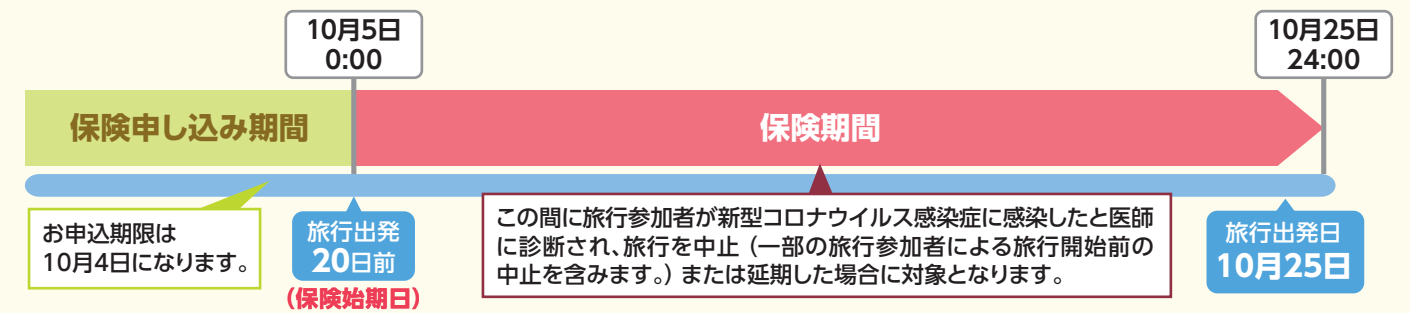 10月5日
0:00
10月25日
24:00
保険申し込み期間
保険期間
お申込期限は
10月4日になります。
旅行出発
20日前
(保険始期日)
この間に旅行参加者が新型コロナウイルス感染症に感染したと医師
に診断され、旅行を中止（一部の旅行参加者による旅行開始前の
中止を含みます。）または延期した場合に対象となります。
旅行出発日
10月25日